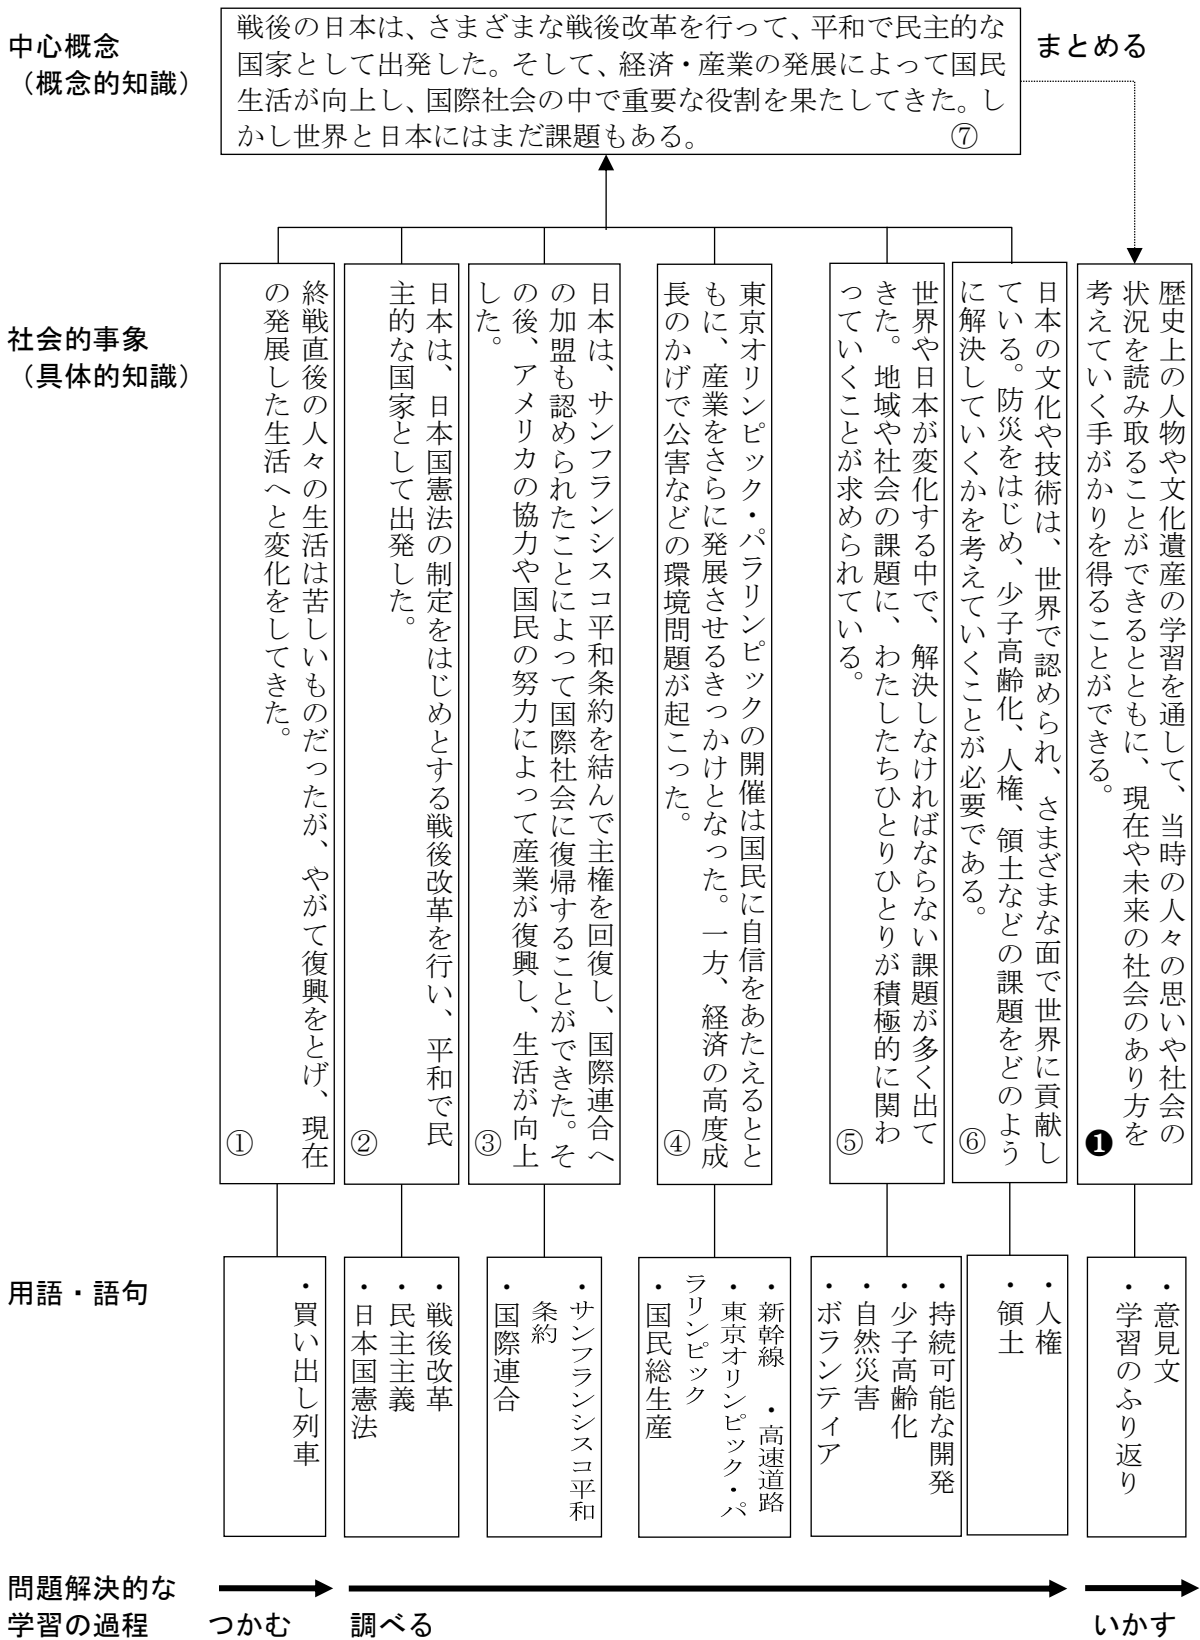 中心概念
（概念的知識）
戦後の日本は、さまざまな戦後改革を行って、平和で民主的な
国家として出発した。そして、経済・産業の発展によって国民
生活が向上し、国際社会の中で重要な役割を果たしてきた。し
かし世界と日本にはまだ課題もある。 ⑦
まとめる
社会的事象
（具体的知識）
終戦直後の人々の生活は苦しいものだったが、やがて復興をとげ、現在
の発展した生活へと変化をしてきた。
①
日本は、日本国憲法の制定をはじめとする戦後改革を行い、平和で民
主的な国家として出発した。
②
日本は、サンフランシスコ平和条約を結んで主権を回復し、国際連合へ
の加盟も認められたことによって国際社会に復帰することができた。そ
の後、アメリカの協力や国民の努力によって産業が復興し、生活が向上
した。
③
東京オリンピック・パラリンピックの開催は国民に自信をあたえるとと
もに、産業をさらに発展させるきっかけとなった。一方、経済の高度成
長のかげで公害などの環境問題が起こった。
④
世界や日本が変化する中で、解決しなければならない課題が多く出て
きた。地域や社会の課題に、わたしたちひとりひとりが積極的に関わ
っていくことが求められている。
⑤
日本の文化や技術は、世界で認められ、さまざまな面で世界に貢献し
ている。防災をはじめ、少子高齢化、人権、領土などの課題をどのよう
に解決していくかを考えていくことが必要である。
⑥
歴史上の人物や文化遺産の学習を通して、当時の人々の思いや社会の
状況を読み取ることができるとともに、現在や未来の社会のあり方を
考えていく手がかりを得ることができる。
❶
用語・語句
・買い出し列車
・戦後改革
・民主主義
・日本国憲法
・サンフランシスコ平和
条約
・国際連合
・新幹線 ・高速道路
・東京オリンピック・パ
ラリンピック
・国民総生産
・持続可能な開発
・少子高齢化
・自然災害
・ボランティア
・人権
・領土
・意見文
・学習のふり返り
問題解決的な
学習の過程
つかむ
調べる
いかす